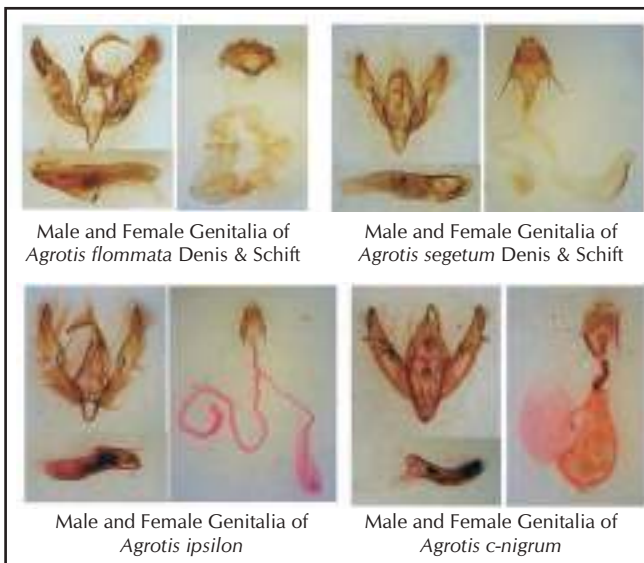 Male and Female Genitalia of
Agrotis flommata Denis & Schift
Male and Female Genitalia of
Agrotis segetum Denis & Schift
Male and Female Genitalia of
Agrotis ipsilon
Male and Female Genitalia of
Agrotis c-nigrum